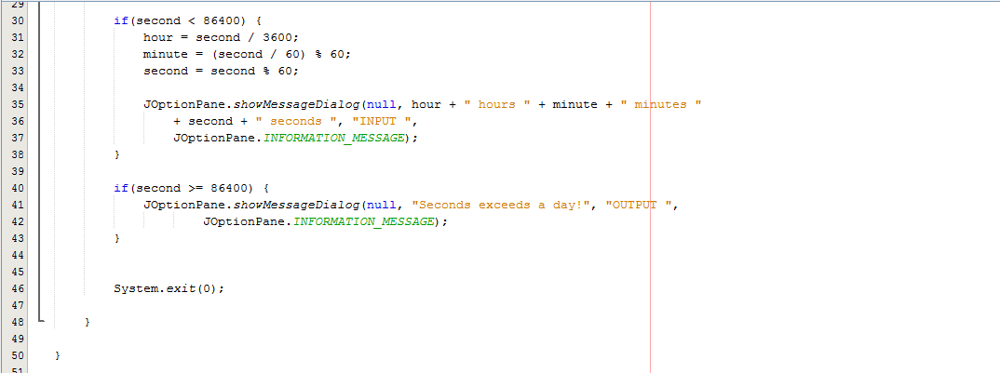 29
30 if(second < 86400) {
31 hour = second / 3600;
32 minute = (second / 60) % 60;
33 second = second % 60;
34
35 JOptionPane.showMessageDialog(null, hour + " hours " + minute + " minutes "
36 + second + " seconds ", "INPUT ",
37 JOptionPane.INFORMATION_MESSAGE);
38 }
39
40 if(second >= 86400) {
41 JOptionPane.showMessageDialog(null, "Seconds exceeds a day!", "OUTPUT ",
42 JOptionPane.INFORMATION_MESSAGE);
43 }
44
45
46 System.exit(0);
47
48 }
49
50 }
51